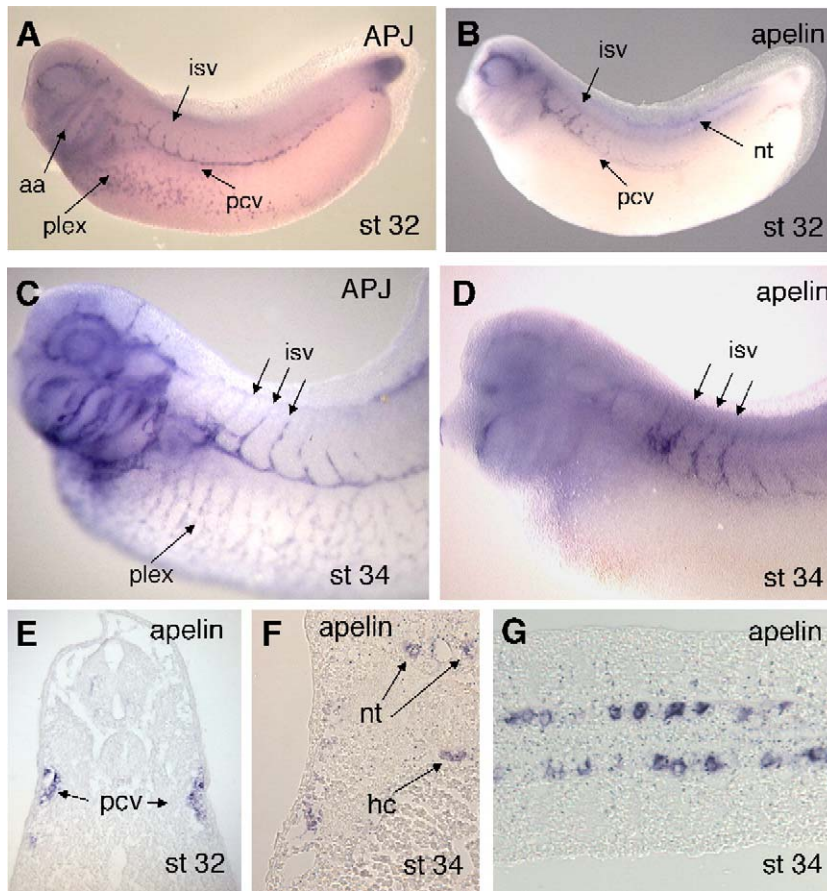 A
APJ
isv
aa
plex
pcv
st 32
B
apelin
isv
nt
pcv
st 32
C
APJ
isv
plex
st 34
D
apelin
isv
st 34
E
apelin
pcv
st 32
F
apelin
nt
hc
st 34
G
apelin
st 34